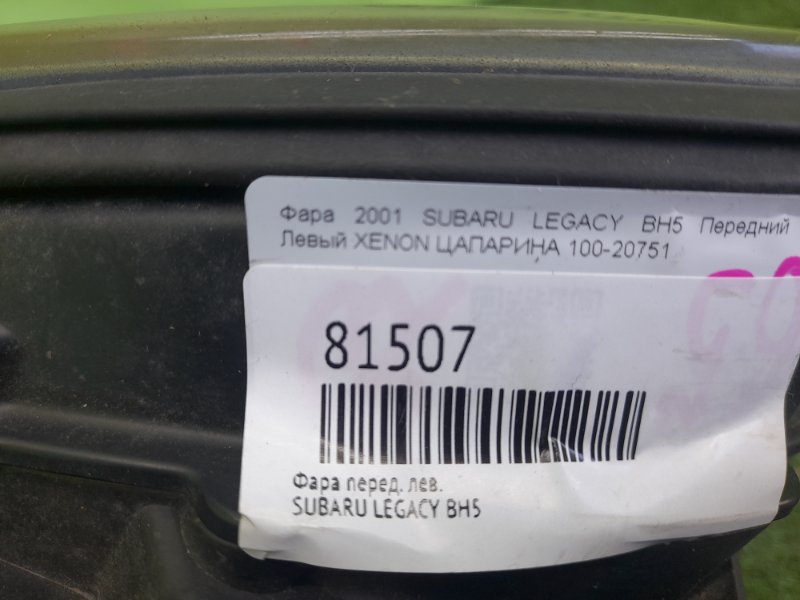 Фара 2001 SUBARU LEGACY BH5 Передний
Левый XENON ЦАПАРИНА 100-20751
81507
Фара перед. лев.
SUBARU LEGACY BH5